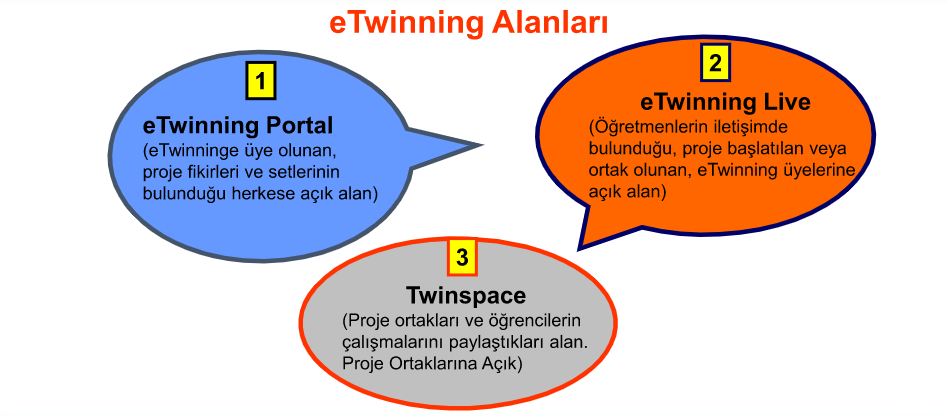 eTwinning Alanları
1
eTwinning Portal
(eTwinninge üye olunan,
proje fikirleri ve setlerinin
bulunduğu herkese açık alan)
2
eTwinning Live
(Öğretmenlerin iletişimde
bulunduğu, proje başlatılan veya
ortak olunan, eTwinning üyelerine
açık alan)
3
Twinspace
(Proje ortakları ve öğrencilerin
çalışmalarını paylaştıkları alan.
Proje Ortaklarına Açık)